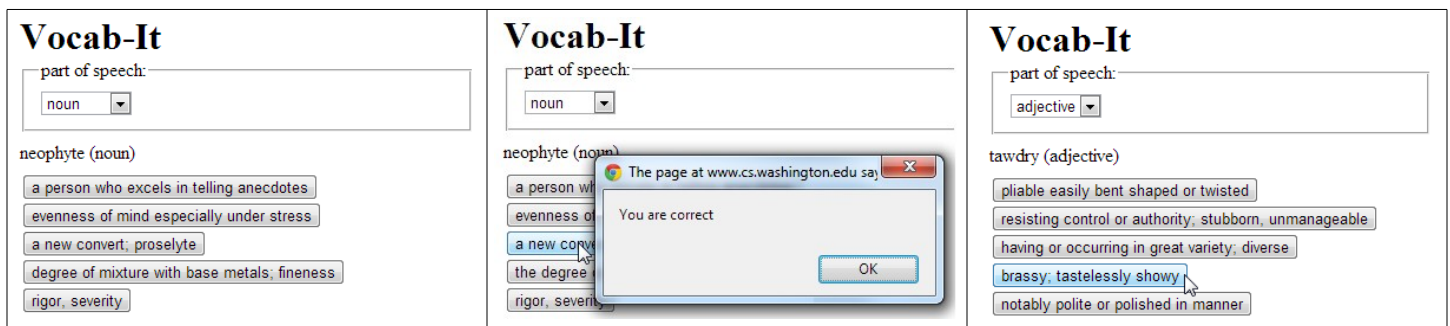 Vocab-It
part of speech:
noun
neophyte (noun)
a person who excels in telling anecdotes
evenness of mind especially under stress
a new convert; proselyte
degree of mixture with base metals; fineness
rigor, severity
Vocab-It
part of speech:
noun
neophyte (noun)
The page at www.cs.washington.edu say
You are correct
OK
a person wh
evenness of
a new conve
the degree
rigor, severity
Vocab-It
part of speech:
adjective
tawdry (adjective)
pliable easily bent shaped or twisted
resisting control or authority; stubborn, unmanageable
having or occurring in great variety; diverse
brassy; tastelessly showy
notably polite or polished in manner